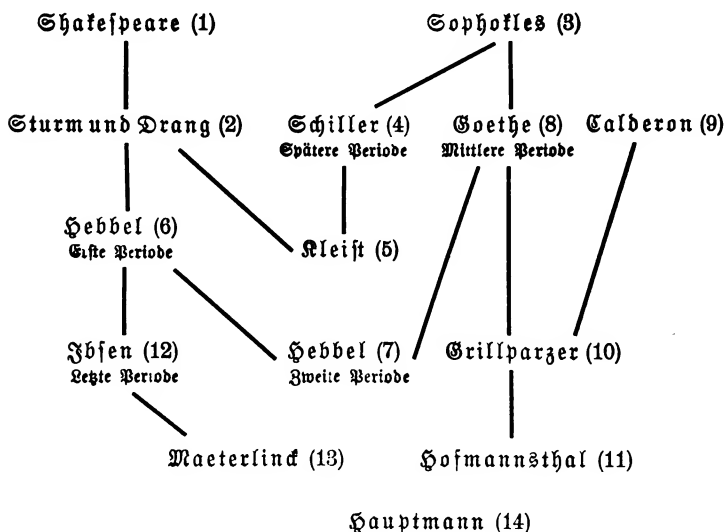 Shakeſpeare (1)
Sophokles (3)
Sturm und Drang (2)
Schiller (4)
Spätere Periode
Goethe (8)
Mittlere Periode
Calderon (9)
Hebbel (6)
Erſte Periode
Kleiſt (5)
Ibſen (12)
Letzte Periode
Hebbel (7)
Zweite Periode
Grillparzer (10)
Maeterlinck (13)
Hofmannsthal (11)
Hauptmann (14)